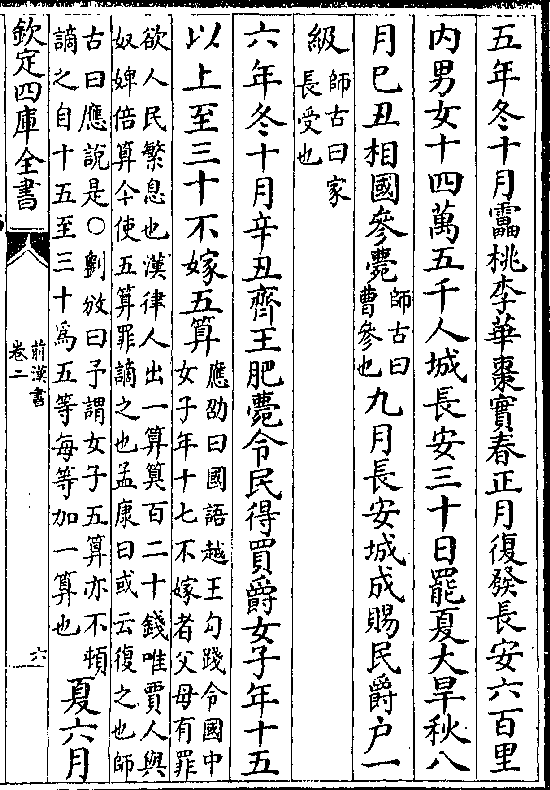 五年冬十月靁桃李華棗實春正月復發長安六百里
内男女十四萬五千人城長安三十日罷夏大旱秋八
月已丑相國參薨師古曰
曹參也
九月長安城成賜民爵户一
級師古曰家
長受也
六年冬十月辛丑齊王肥薨令民得買爵女子年十五
以上至三十不嫁五算應劭曰國語越王勾踐令國中
女子年十七不嫁者父母有罪
欲人民繁息也漢律人出一算算百二十錢唯賈人與
奴婢倍算今使五算罪謫之也孟康曰或云復之也師
古曰應說是〇劉攽曰予謂女子五算亦不頓
謫之自十五至三十為五等每等加一算也
夏六月
欽定四庫全書
前漢書
卷二
六